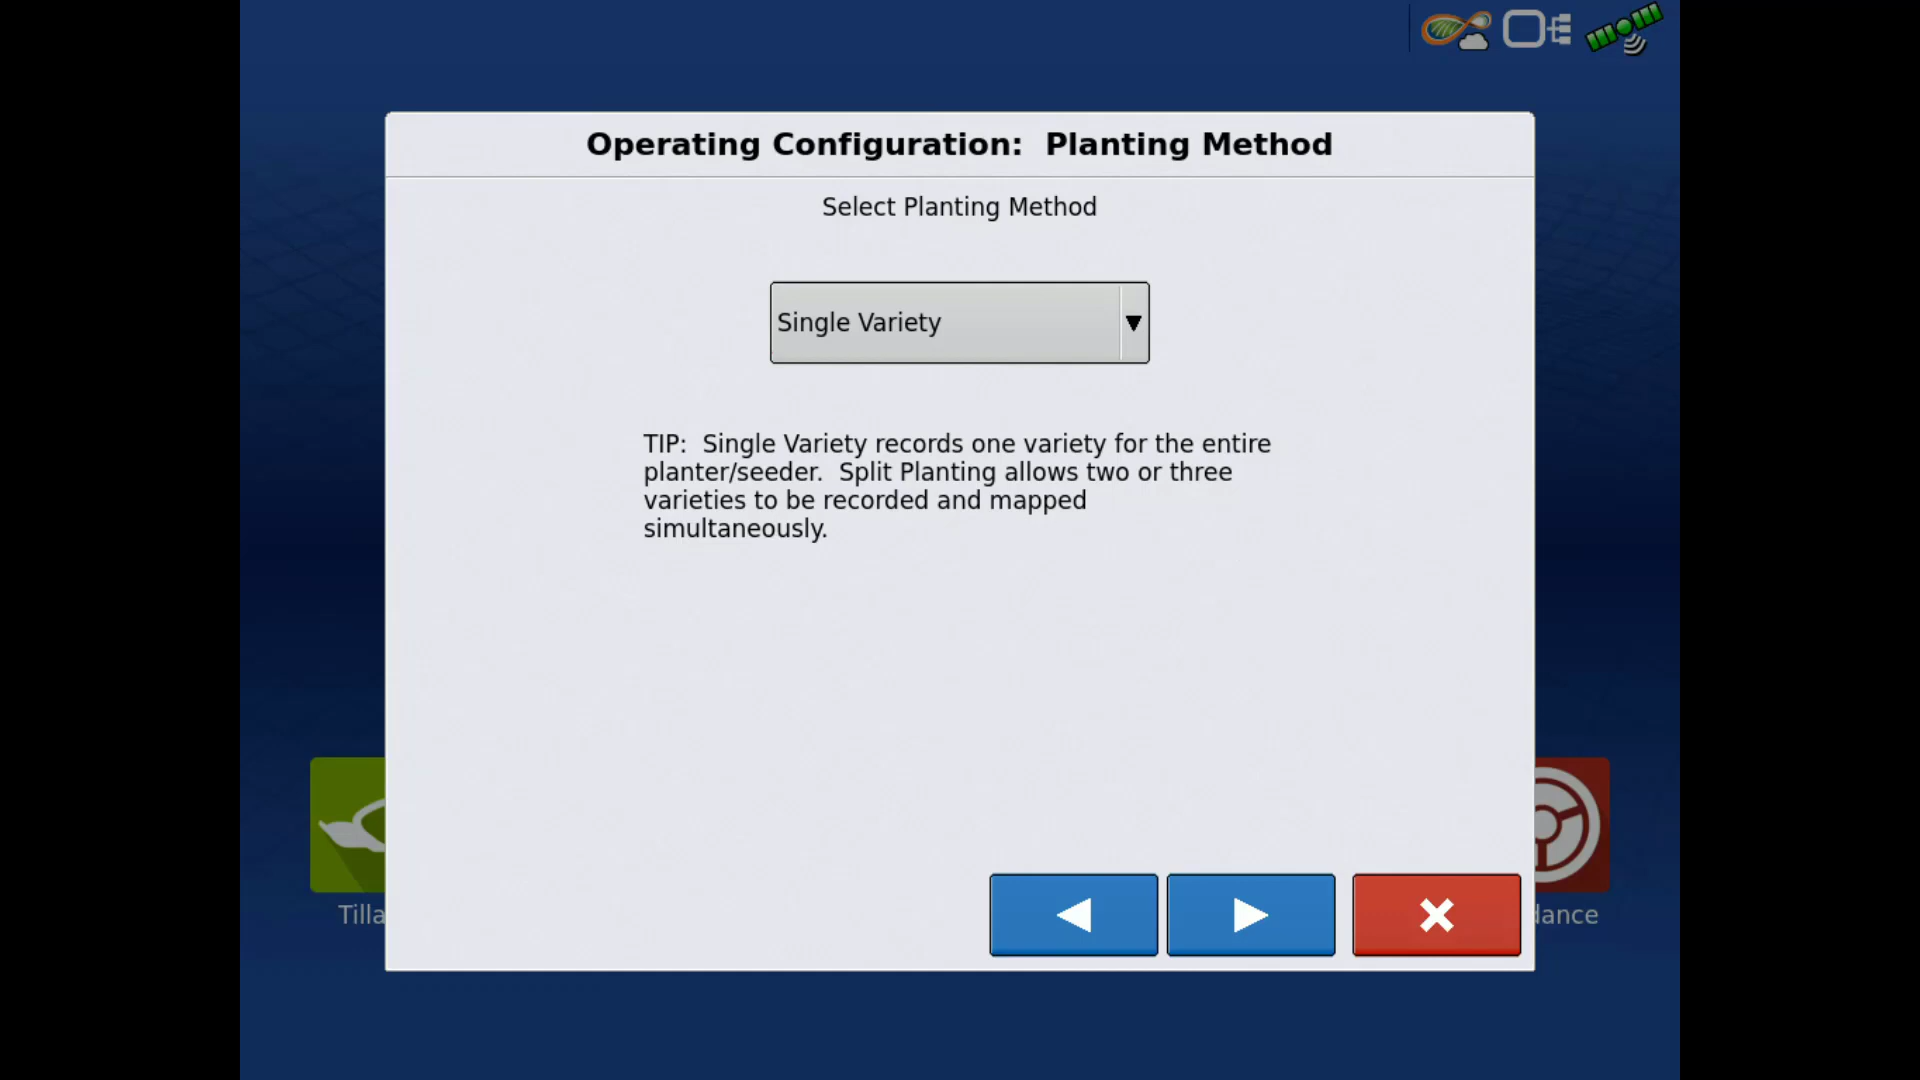 Operating Configuration:  Planting Method
Select Planting Method
Single Variety
TIP:  Single Variety records one variety for the entire
planter/seeder.  Split Planting allows two or three
varieties to be recorded and mapped
simultaneously.
Tilla
dance